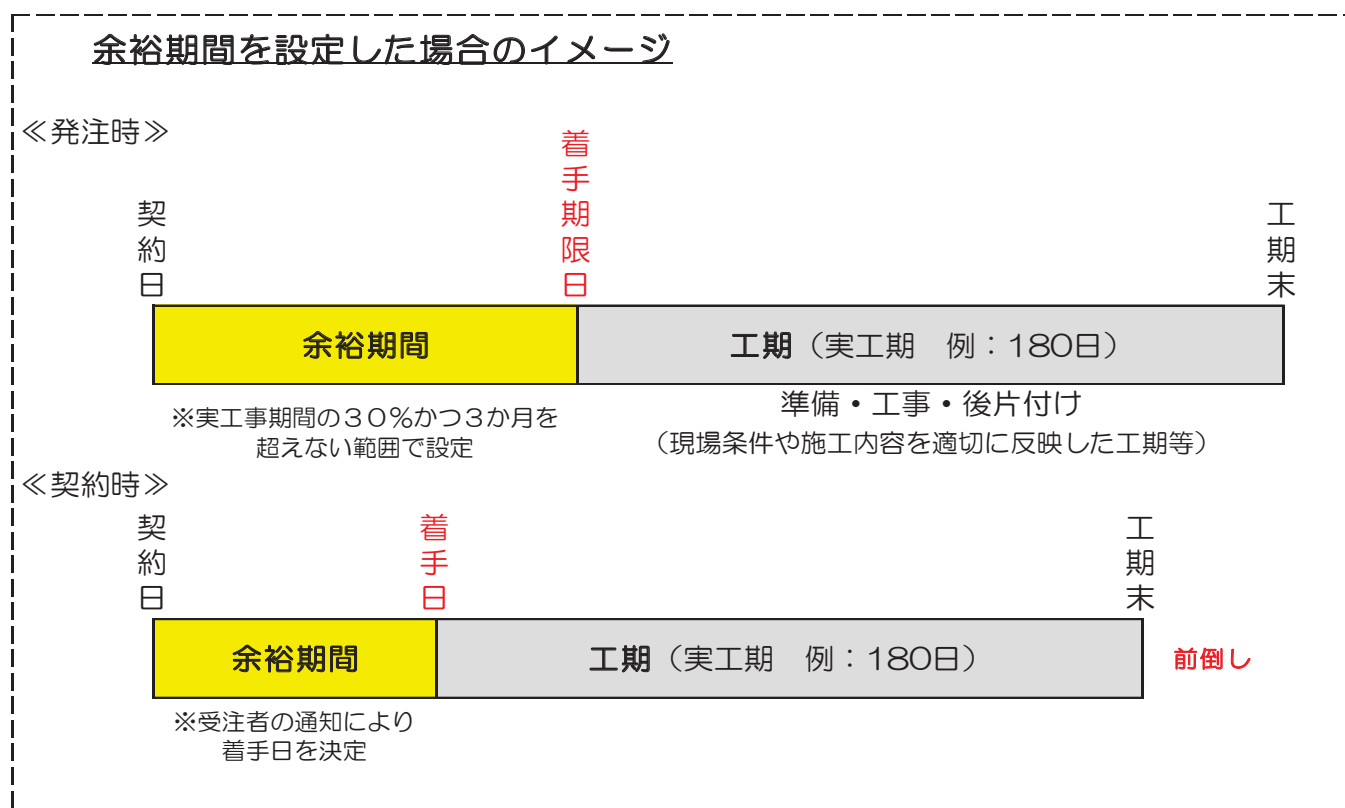 余裕期間を設定した場合のイメージ
≪発注時≫
契約日
着手期限日
工期末
余裕期間
工期（実工期　例：180日）
※実工事期間の３０％かつ３か月を
超えない範囲で設定
準備・工事・後片付け
（現場条件や施工内容を適切に反映した工期等）
≪契約時≫
契約日
着手日
工期末
余裕期間
工期（実工期　例：180日）
前倒し
※受注者の通知により
着手日を決定